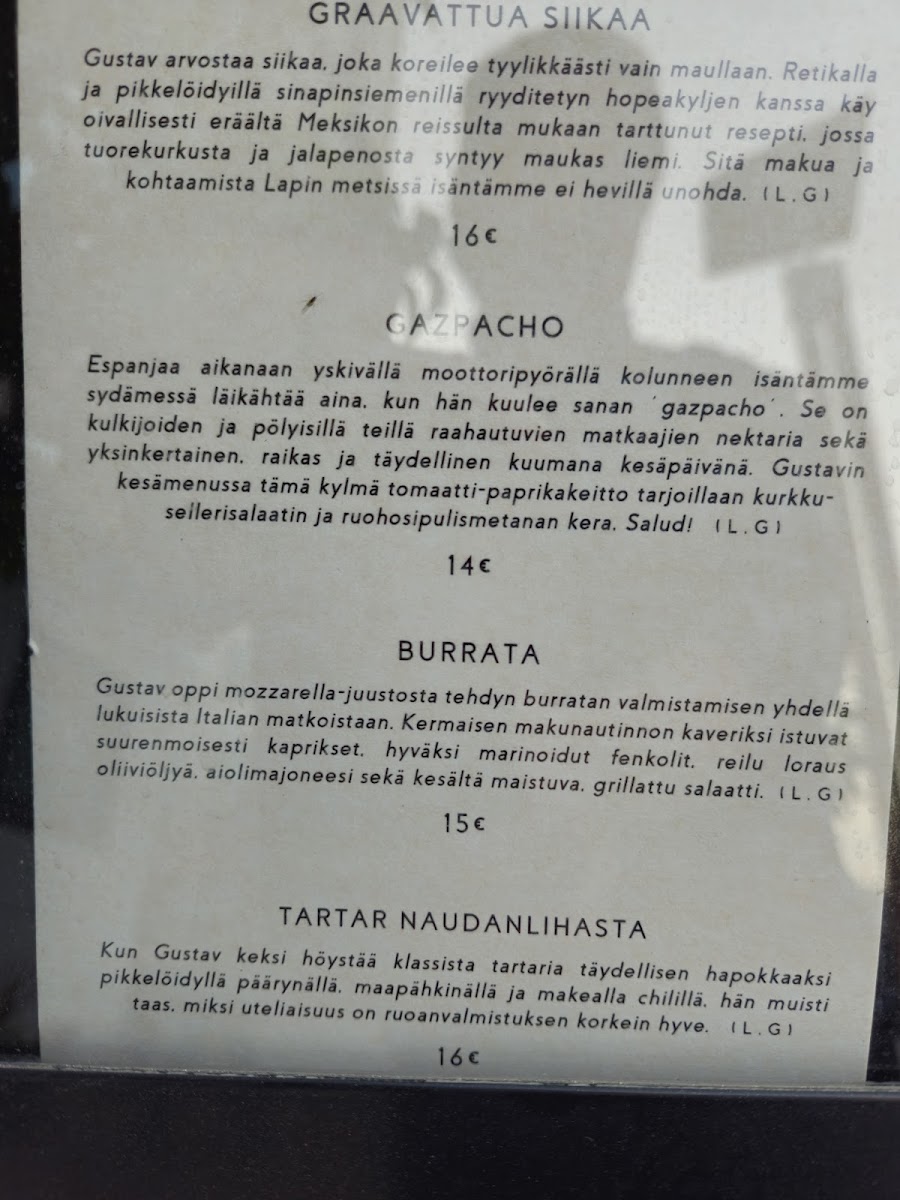 GRAAVATTUA SIIKAA
Gustav arvostaa siikaa, joka koreilee tyylikkäästi vain maullaan. Retikalla
ja pikkelöidyillä sinapinsiemenillä ryyditetyn hopeakyljen kanssa käy
oivallisesti eräältä Meksikon reissulta mukaan tarttunut resepti, jossa
tuorekurkusta ja jalapenosta syntyy maukas liemi. Sitä makua ja
kohtaamista Lapin metsissä isäntämme ei hevillä unohda. (L.G)
16€
GAZPACHO
Espanjaa aikanaan yskivällä moottoripyörällä kolunneen isäntämme
sydämessä läikähtää aina, kun hän kuulee sanan ´gazpacho´. Se on
kulkijoiden ja pölyisillä teillä raahautuvien matkaajien nektaria sekä
yksinkertainen, raikas ja täydellinen kuumana kesäpäivänä. Gustavin
kesämenussa tämä kylmä tomaatti-paprikakeitto tarjoillaan kurkku-
sellerisalaatin ja ruohosipulismetanan kera. Salud! (L.G)
14€
BURRATA
Gustav oppi mozzarella-juustosta tehdyn burratan valmistamisen yhdellä
lukuisista Italian matkoistaan. Kermaisen makunautinnon kaveriksi istuvat
suurenmoisesti kaprikset, hyväksi marinoidut fenkolit, reilu loraus
oliiviöljyä, aiolimajoneesi sekä kesältä maistuva, grillattu salaatti. (L.G)
15€
TARTAR NAUDANLIHASTA
Kun Gustav keksi höystää klassista tartaria täydellisen hapokkaaksi
pikkelöidyllä päärynällä, maapähkinällä ja makealla chilillä, hän muisti
taas, miksi uteliaisuus on ruoanvalmistuksen korkein hyve. (L.G)
16€